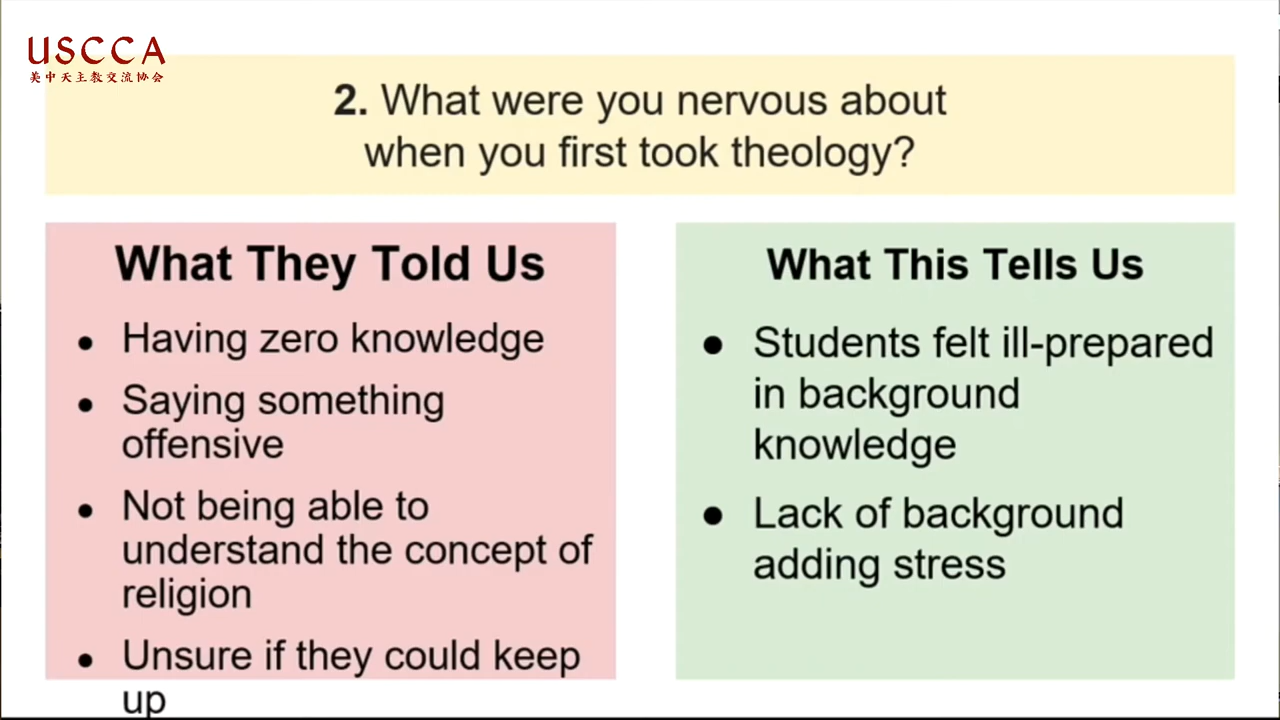 USCCA
美中天主教交流协会
2. What were you nervous about
when you first took theology?
What They Told Us
● Having zero knowledge
● Saying something
offensive
● Not being able to
understand the concept of
religion
● Unsure if they could keep
up
What This Tells Us
● Students felt ill-prepared
in background
knowledge
● Lack of background
adding stress